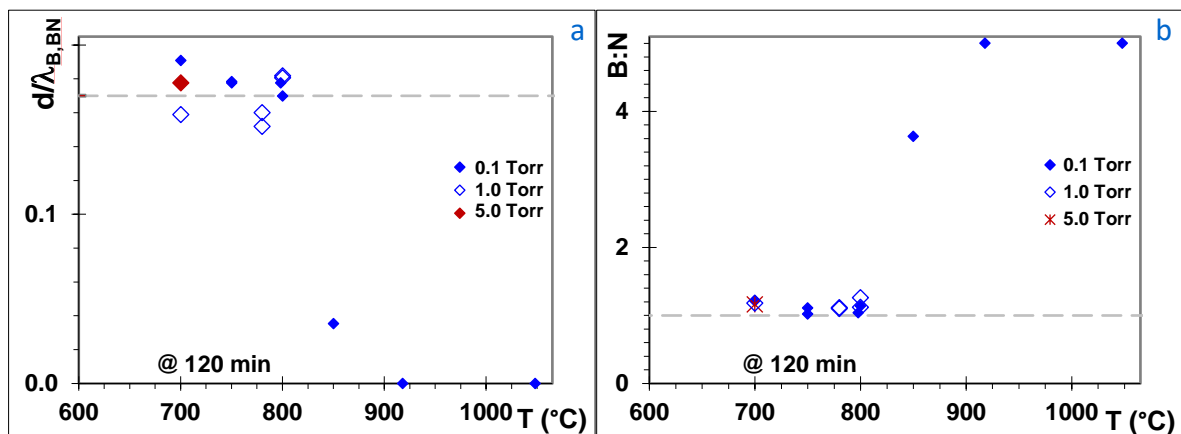 a
d/λB,BN
0.1
0.0
0.1 Torr
1.0 Torr
5.0 Torr
@ 120 min
600 700 800 900 1000 T (°C)
b
B:N
4
2
0
0.1 Torr
1.0 Torr
5.0 Torr
@ 120 min
600 700 800 900 1000 T (°C)